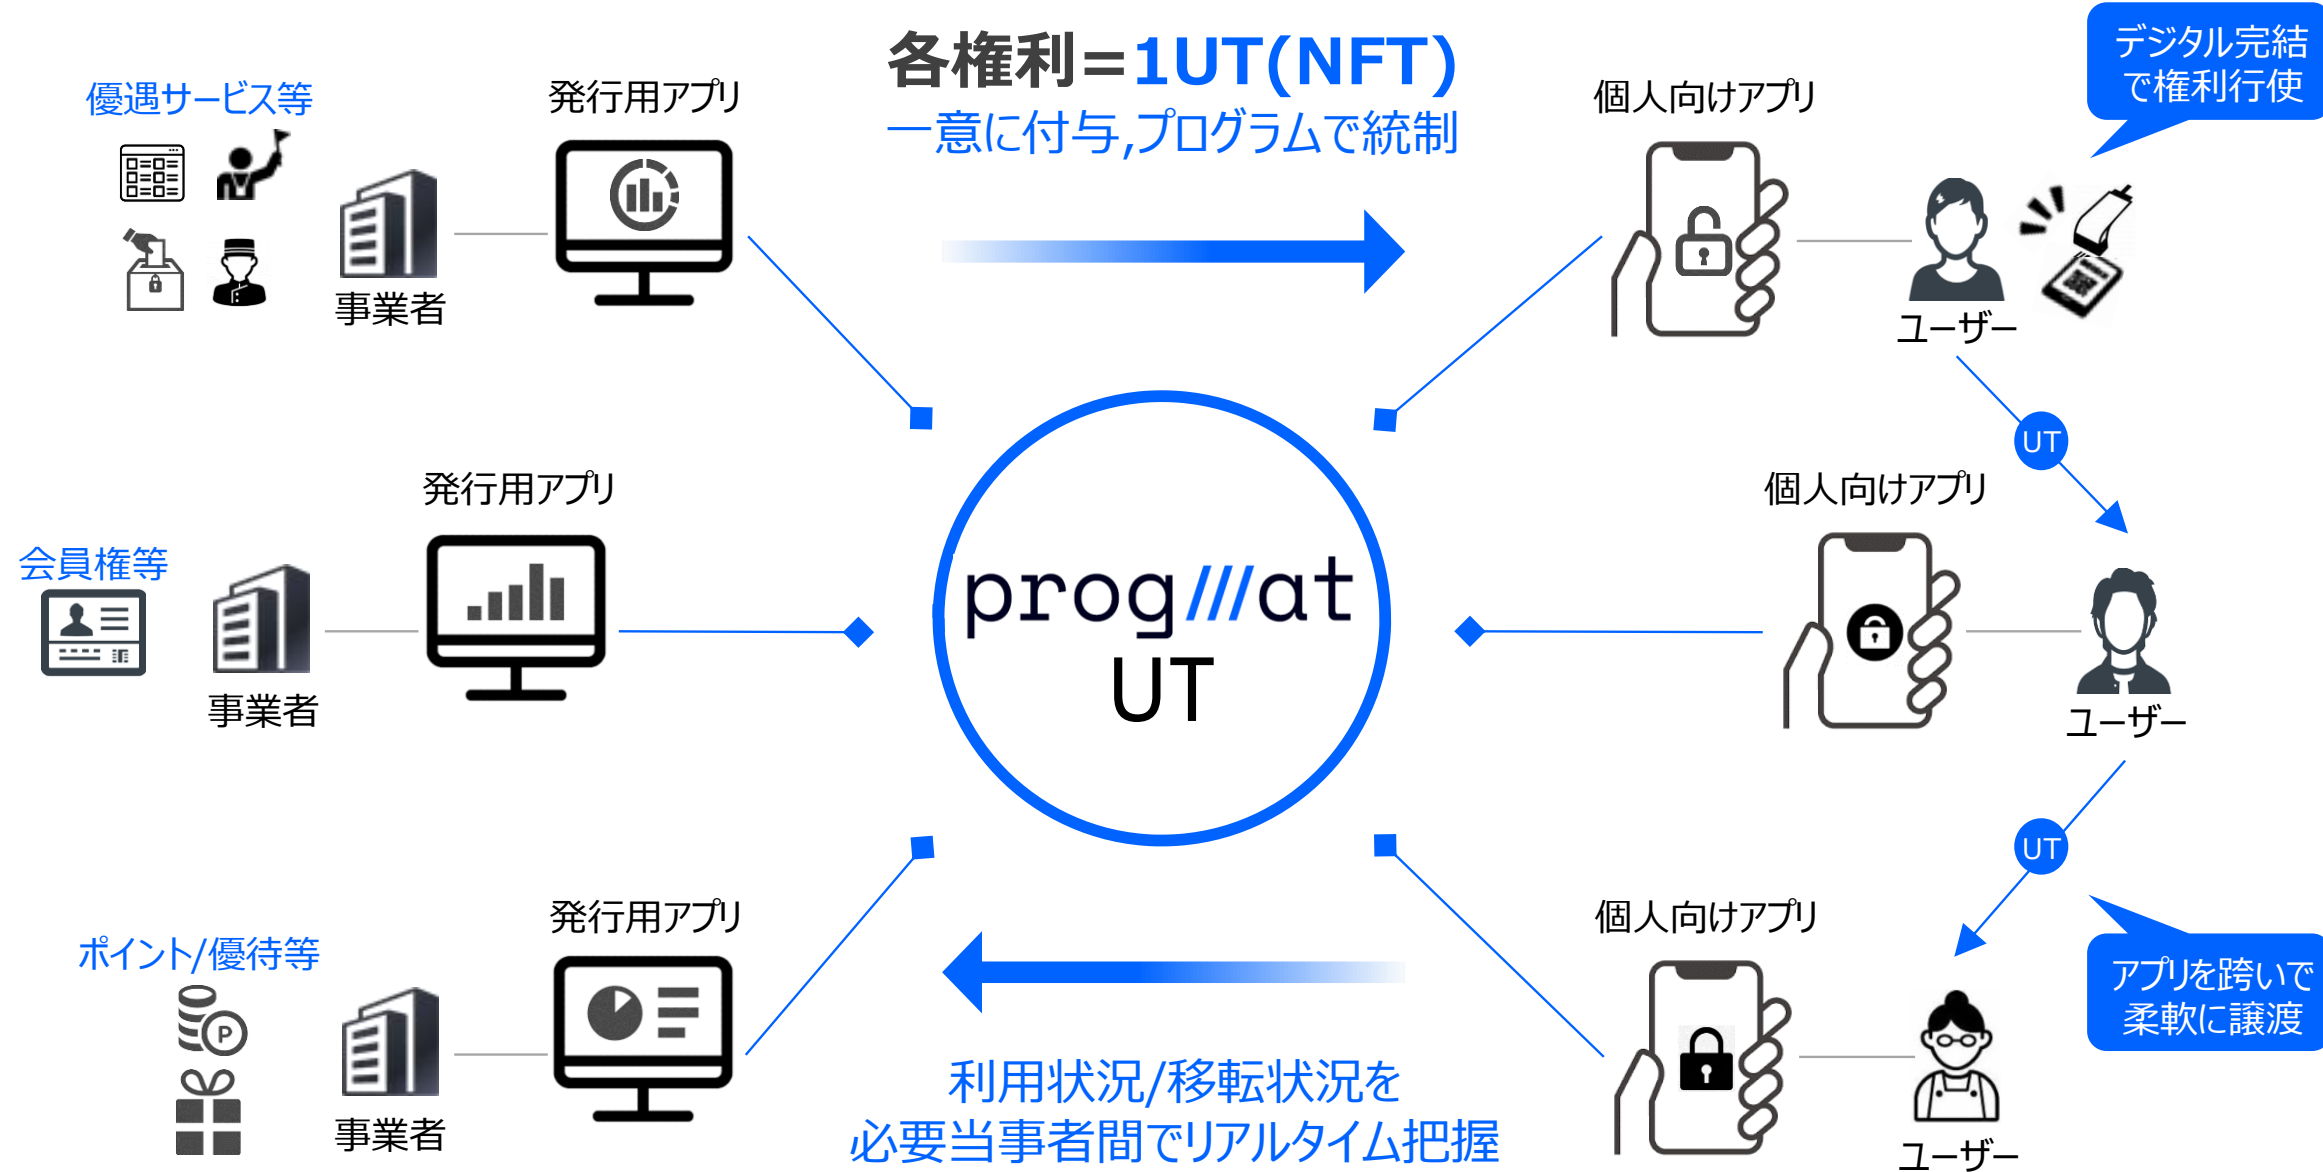 各権利=1UT(NFT)
一意に付与,プログラムで統制
優遇サービス等
発行用アプリ
事業者
個人向けアプリ
ユーザー
デジタル完結
で権利行使
UT
会員権等
発行用アプリ
事業者
progmat
UT
個人向けアプリ
ユーザー
UT
ポイント/優待等
P
発行用アプリ
事業者
利用状況/移転状況を
必要当事者間でリアルタイム把握
個人向けアプリ
ユーザー
アプリを跨いで
柔軟に譲渡